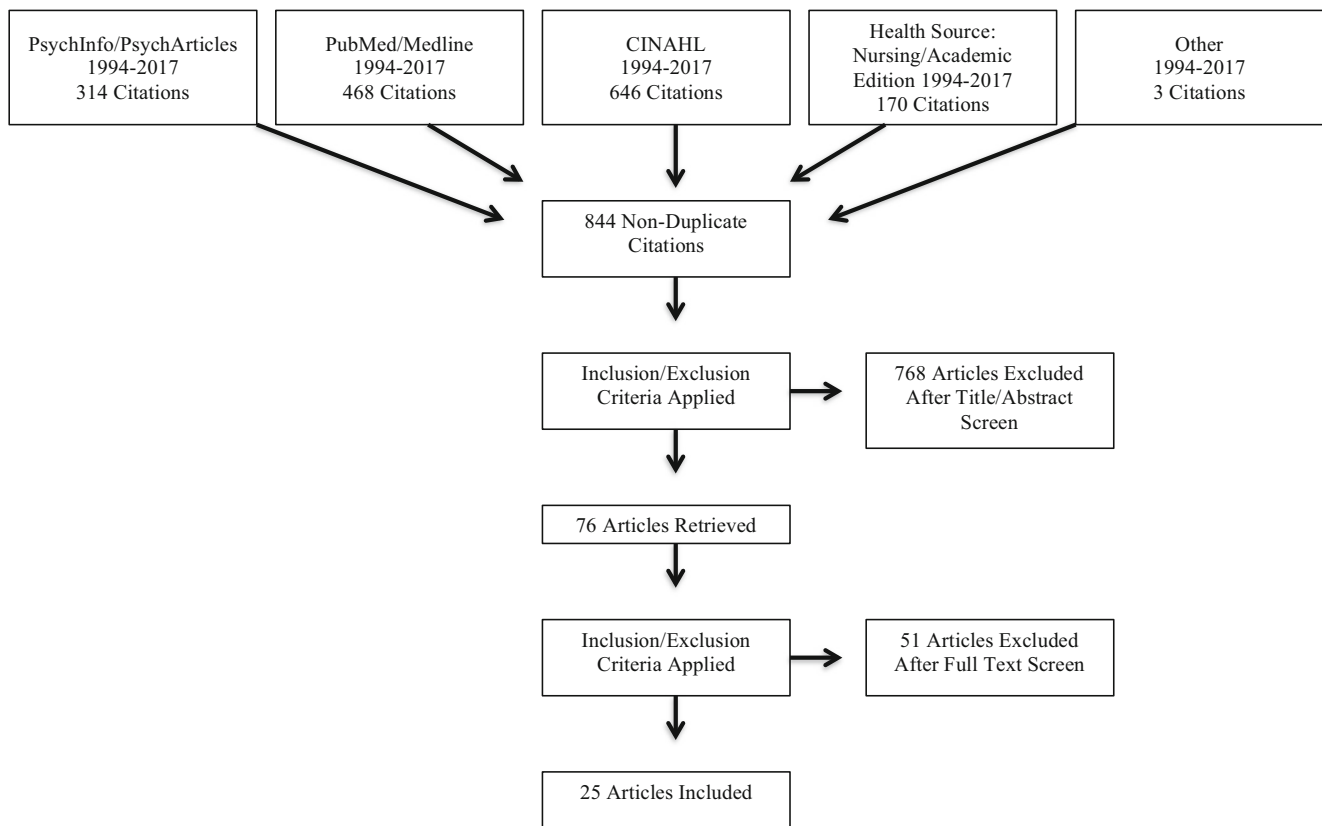 PsychInfo/PsychArticles
1994-2017
314 Citations
PubMed/Medline
1994-2017
468 Citations
CINAHL
1994-2017
646 Citations
Health Source:
Nursing/Academic
Edition 1994-2017
170 Citations
Other
1994-2017
3 Citations
844 Non-Duplicate
Citations
Inclusion/Exclusion
Criteria Applied
768 Articles Excluded
After Title/Abstract
Screen
76 Articles Retrieved
Inclusion/Exclusion
Criteria Applied
51 Articles Excluded
After Full Text Screen
25 Articles Included